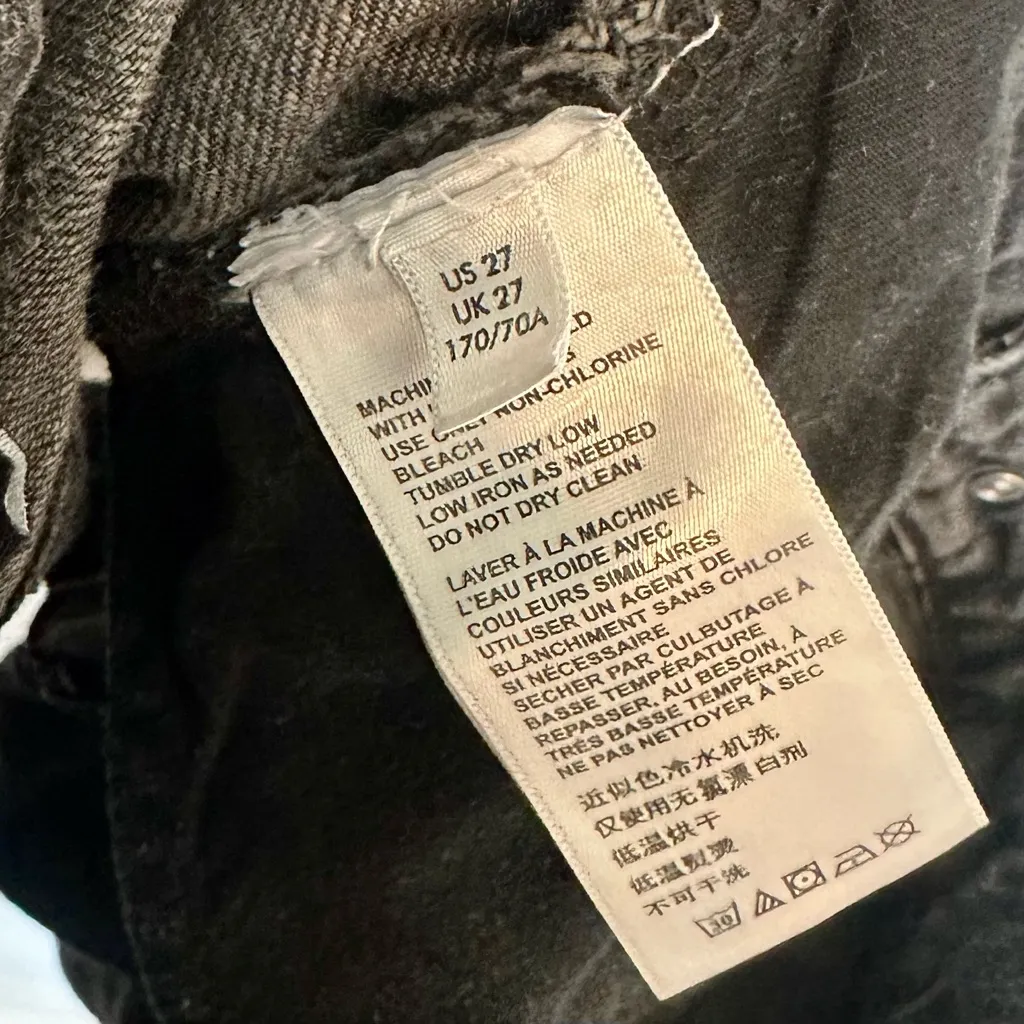 US 27
UK 27
170/70A
WITH
USE ONLY NON-CHLORINE
BLEACH
TUMBLE DRY LOW
LOW IRON AS NEEDED
DO NOT DRY CLEAN
LAVER À LA MACHINE À
L'EAU FROIDE AVEC
COULEURS SIMILAIRES
UTILISER UN AGENT DE
BLANCHIMENT SANS CHLORE
SI NÉCESSAIRE
SECHER PAR CULBUTAGE À
BASSE TEMPÉRATURE
REPASSER, AU BESOIN, À
TRÉS BASSE TEMPÉRATURE
NE PAS NETTOYER À SEC
近似色冷水机洗
仅使用无氯漂白剂
低温烘干
低温熨烫
不可干洗
30